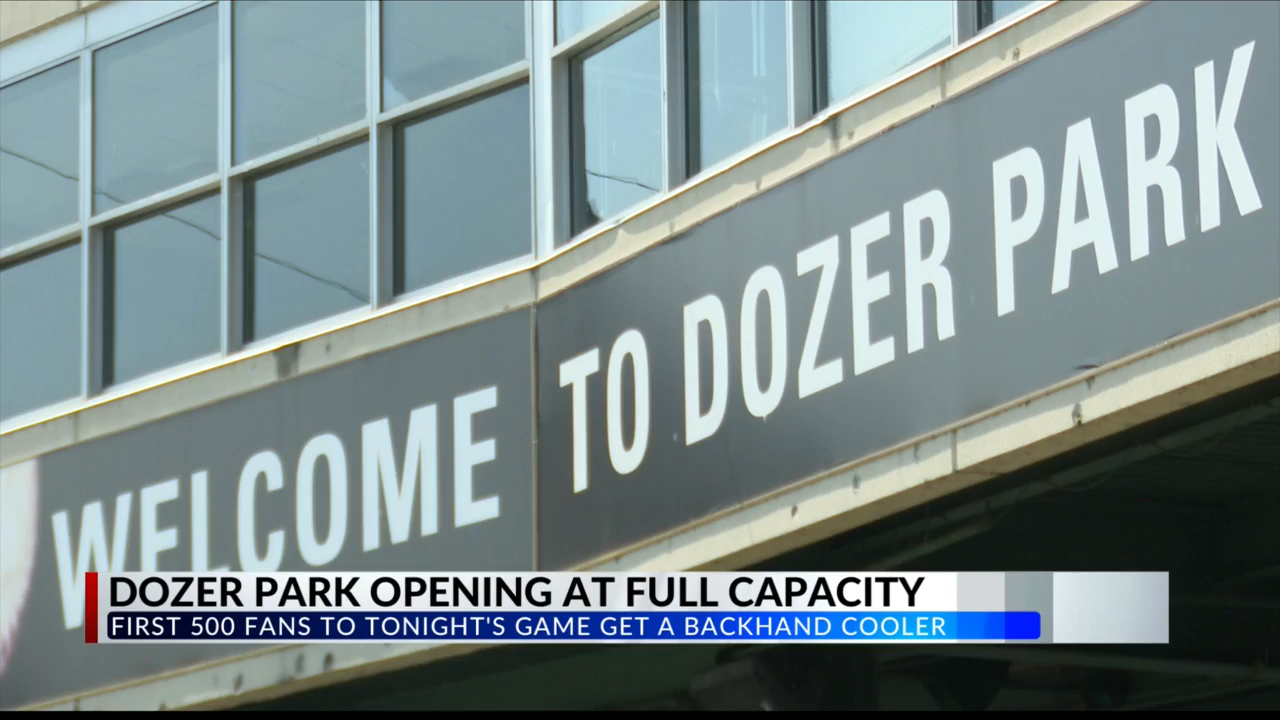 WELCOME TO DOZER PARK
DOZER PARK OPENING AT FULL CAPACITY
FIRST 500 FANS TO TONIGHT'S GAME GET A BACKHAND COOLER